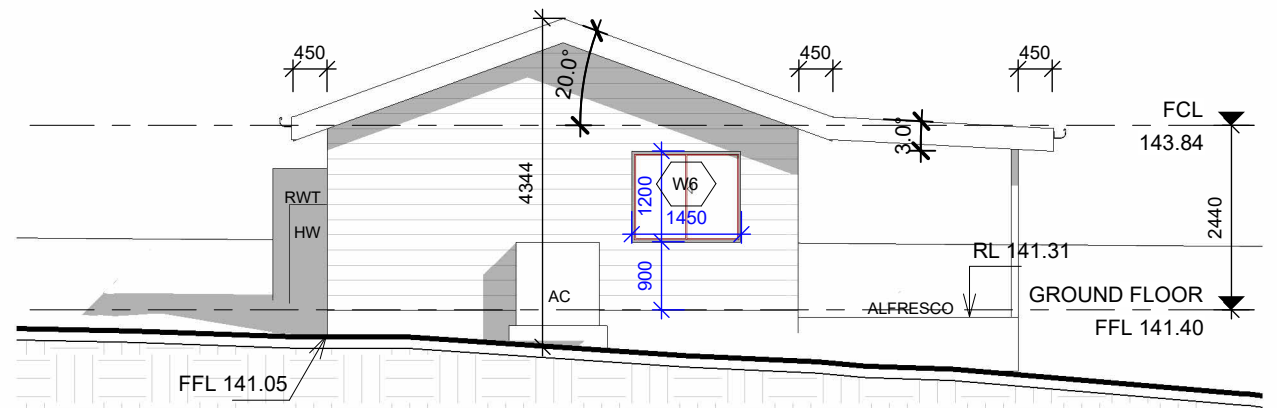 450
450
450
20.0°
FCL
143.84
3.0°
4344
W6
1200
1450
RWT
HW
2440
RL 141.31
900
AC
ALFRESCO
GROUND FLOOR
FFL 141.40
FFL 141.05